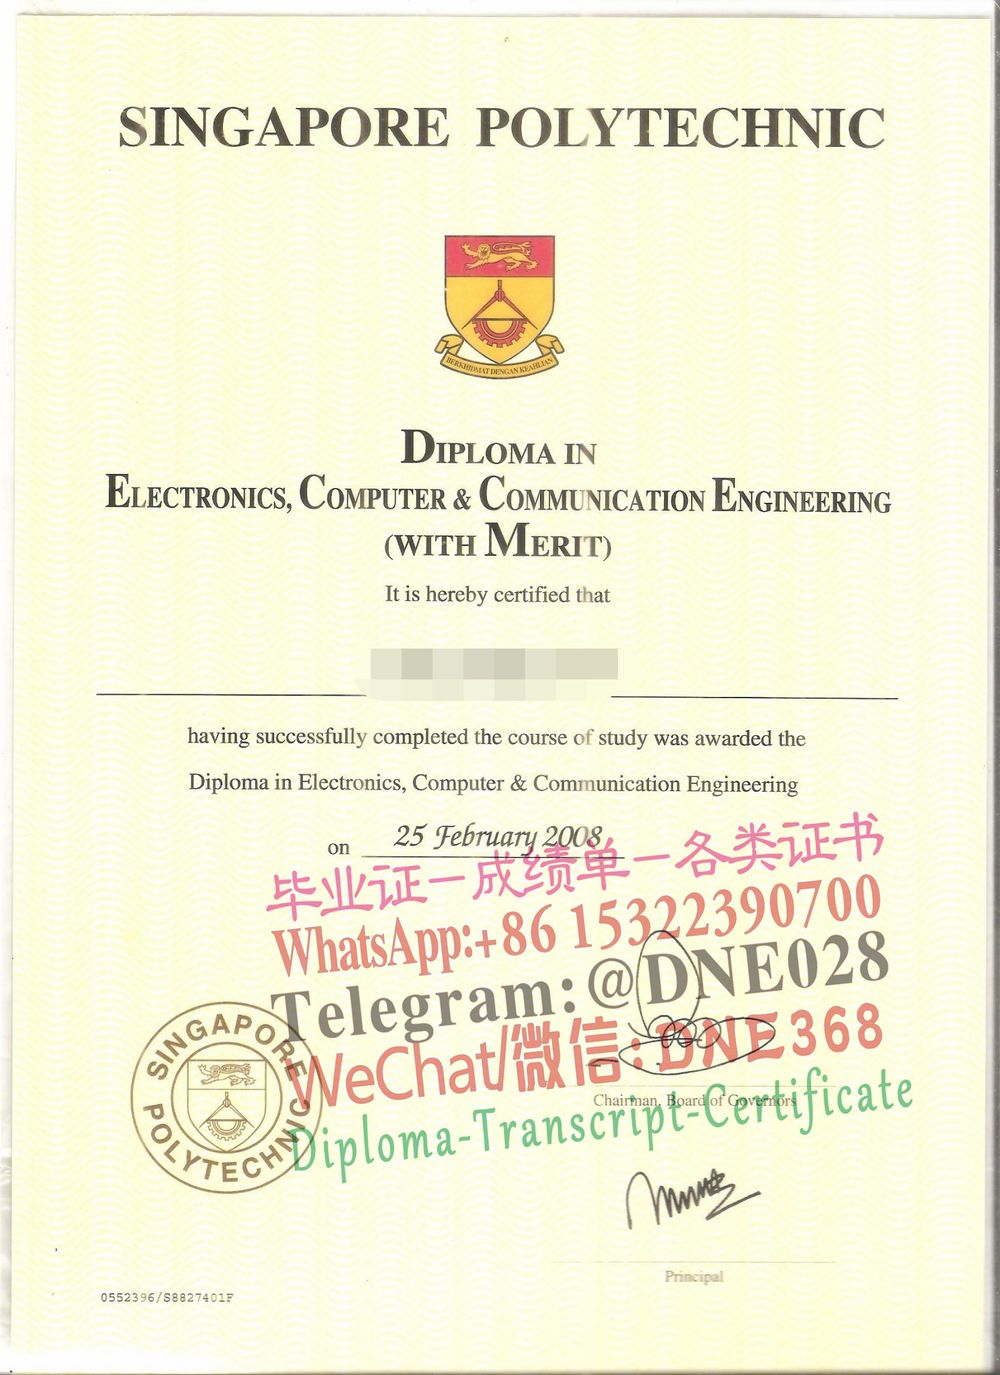 SINGAPORE POLYTECHNIC
BERKHIDMAT DENGAN KEAHLIAN
DIPLOMA IN
ELECTRONICS, COMPUTER & COMMUNICATION ENGINEERING
(WITH MERIT)
It is hereby certified that
having successfully completed the course of study was awarded the
Diploma in Electronics, Computer & Communication Engineering
on 25 February 2008
毕业证—成绩单—各类证书
WhatsApp:+86 15322390700
Telegram:@DNE028
WeChat/微信:DNE368
Diploma-Transcript-Certificate
Chairman, Board of Governors
SINGAPORE POLYTECHNIC
Principal
0552396/S8827401F